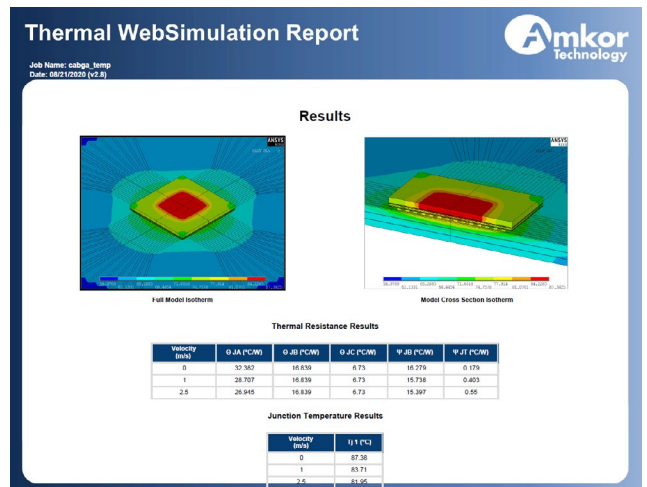 Thermal WebSimulation Report
Amkor
Technology
Job Name: cabga_temp
Date: 08/21/2020 (v2.8)
Results
ANSYS
ANSYS
Full Model Isotherm
Model Cross Section Isotherm
Thermal Resistance Results
Velocity (m/s) Θ JA (°C/W) Θ JB (°C/W) Θ JC (°C/W) Ψ JB (°C/W) Ψ JT (°C/W)
0 32.382 16.839 6.73 16.279 0.179
1 28.707 16.839 6.73 15.738 0.403
2.5 26.945 16.839 6.73 15.397 0.55
Junction Temperature Results
Velocity (m/s) Tj 1 (°C)
0 87.38
1 83.71
2.5 81.95